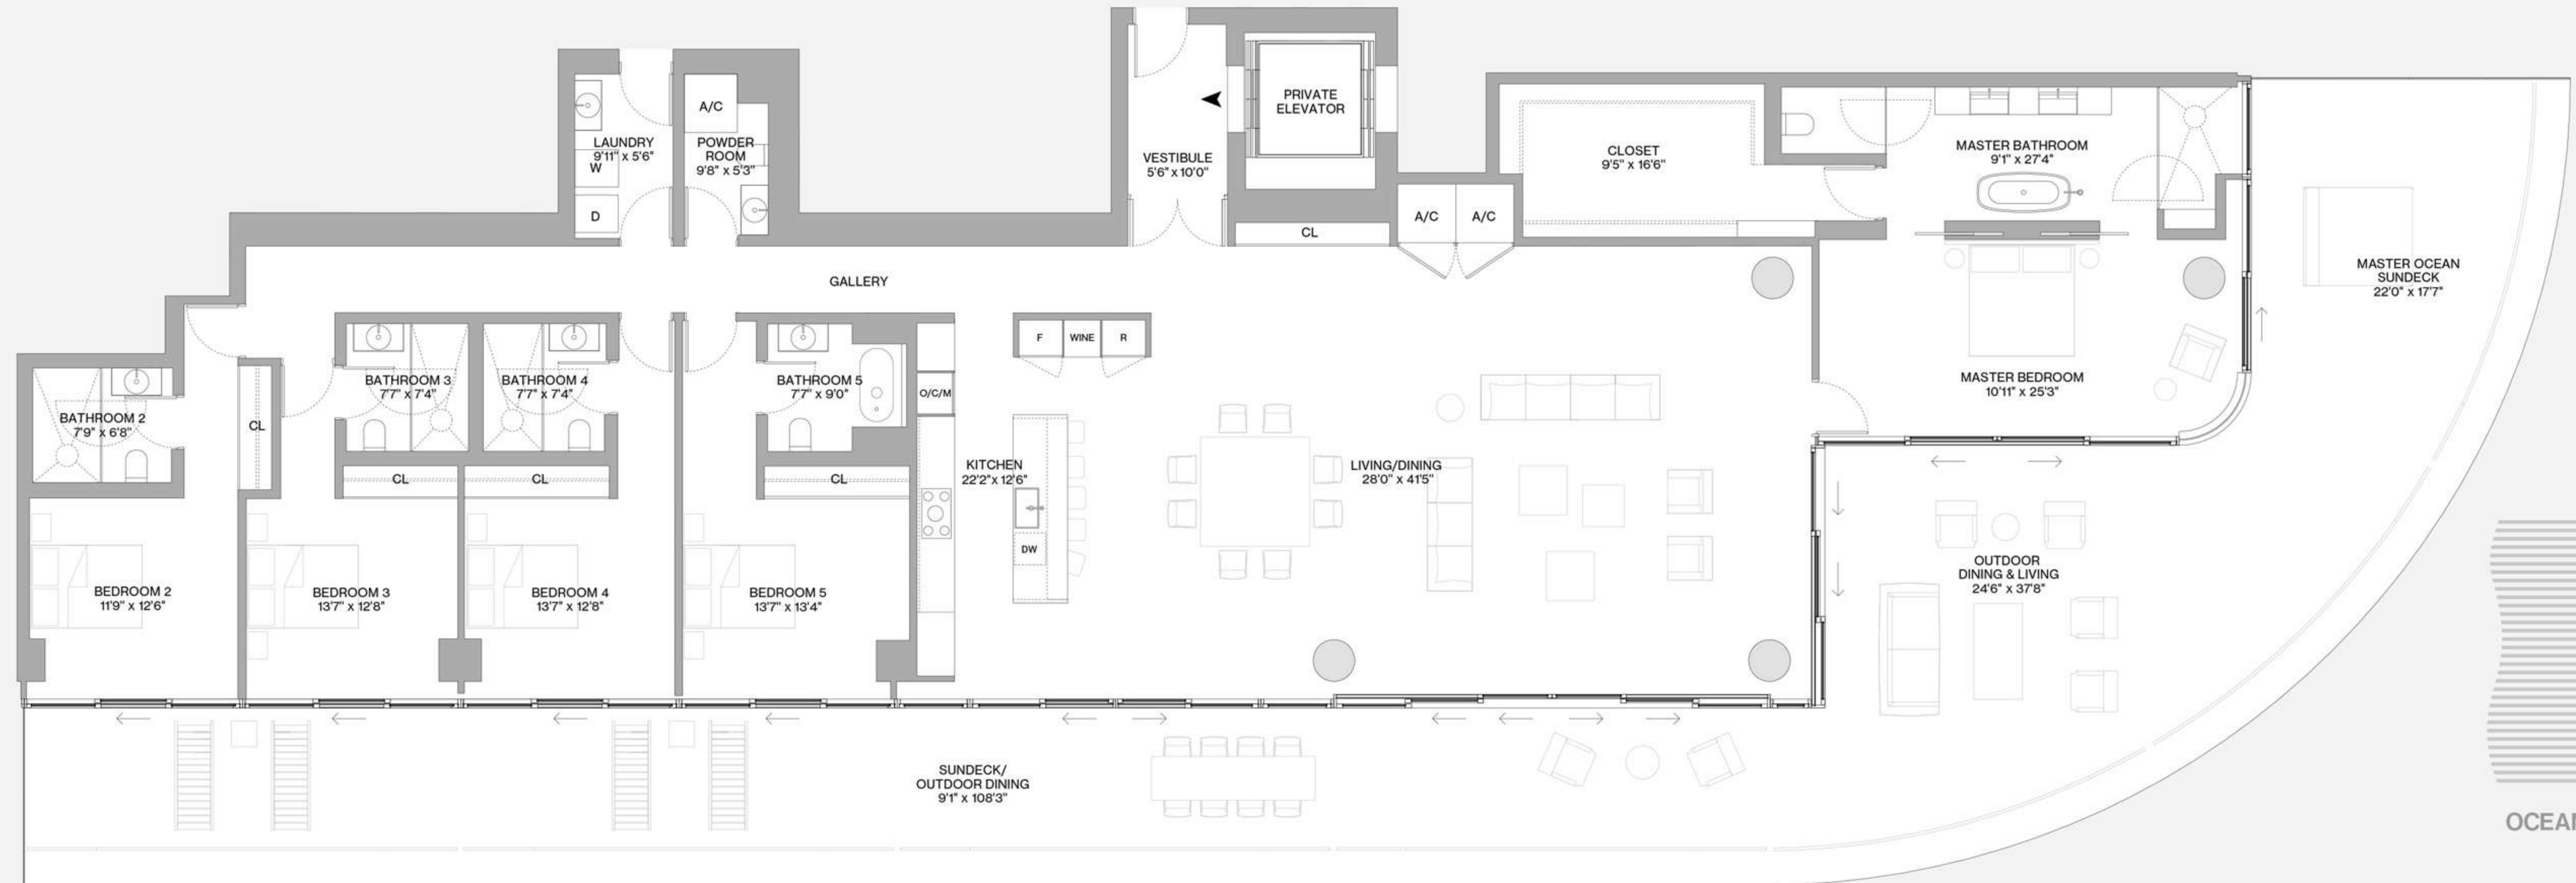 PRIVATE
ELEVATOR
A/C
LAUNDRY
9'11" x 5'6"
W
D
POWDER
ROOM
9'8" x 5'3"
VESTIBULE
5'6" x 10'0"
CLOSET
9'5" x 16'6"
MASTER BATHROOM
9'1" x 27'4"
A/C
A/C
CL
GALLERY
MASTER OCEAN
SUNDECK
22'0" x 17'7"
F
WINE
R
BATHROOM 2
7'9" x 6'8"
CL
BATHROOM 3
7'7" x 7'4"
BATHROOM 4
7'7" x 7'4"
BATHROOM 5
7'7" x 9'0"
O/C/M
MASTER BEDROOM
10'11" x 25'3"
CL
CL
CL
KITCHEN
22'2" x 12'6"
DW
LIVING/DINING
28'0" x 41'5"
BEDROOM 2
11'9" x 12'6"
BEDROOM 3
13'7" x 12'8"
BEDROOM 4
13'7" x 12'8"
BEDROOM 5
13'7" x 13'4"
OUTDOOR
DINING & LIVING
24'6" x 37'8"
SUNDECK/
OUTDOOR DINING
9'1" x 108'3"
OCEAN